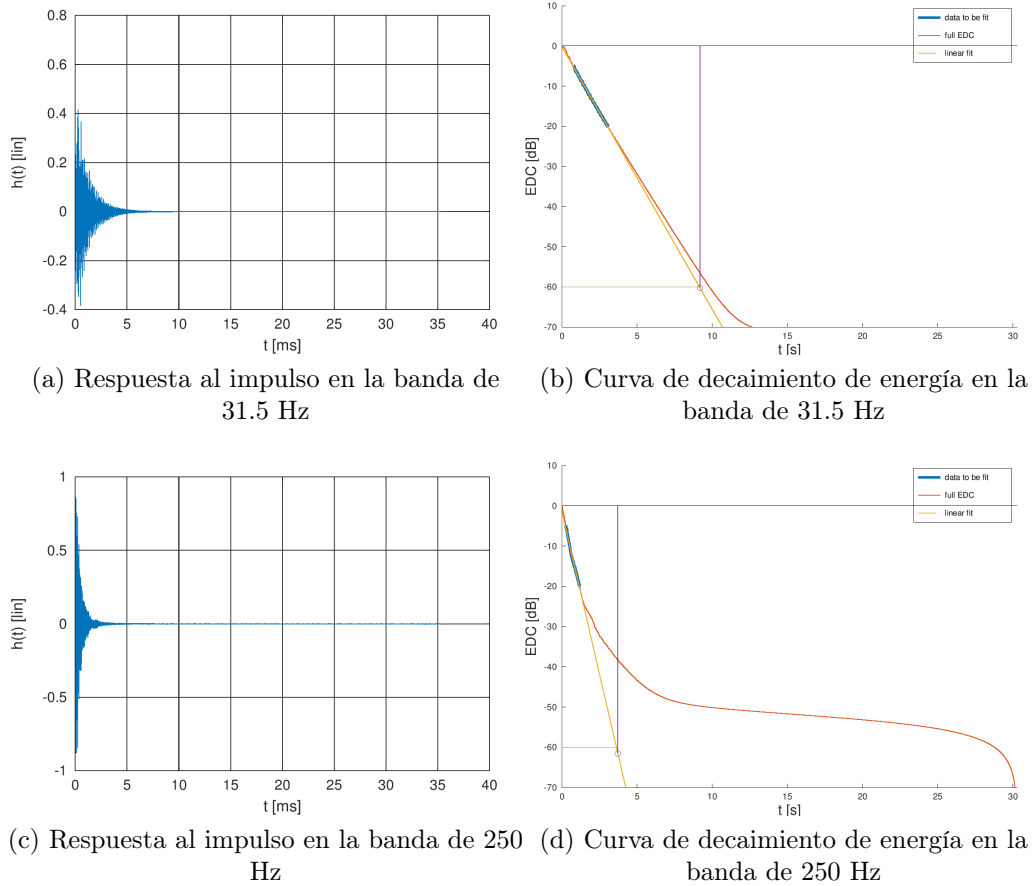 0.8
0.6
0.4
0.2
0
-0.2
-0.4
h(t) [lin]
0 5 10 15 20 25 30 35 40
t [ms]
(a) Respuesta al impulso en la banda de
31.5 Hz
10
0
-10
-20
-30
-40
-50
-60
-70
EDC [dB]
data to be fit
full EDC
linear fit
0 5 10 15 20 25 30
t [s]
(b) Curva de decaimiento de energía en la
banda de 31.5 Hz
1
0.5
0
-0.5
-1
h(t) [lin]
0 5 10 15 20 25 30 35 40
t [ms]
(c) Respuesta al impulso en la banda de 250
Hz
10
0
-10
-20
-30
-40
-50
-60
-70
EDC [dB]
data to be fit
full EDC
linear fit
0 5 10 15 20 25 30
t [s]
(d) Curva de decaimiento de energía en la
banda de 250 Hz